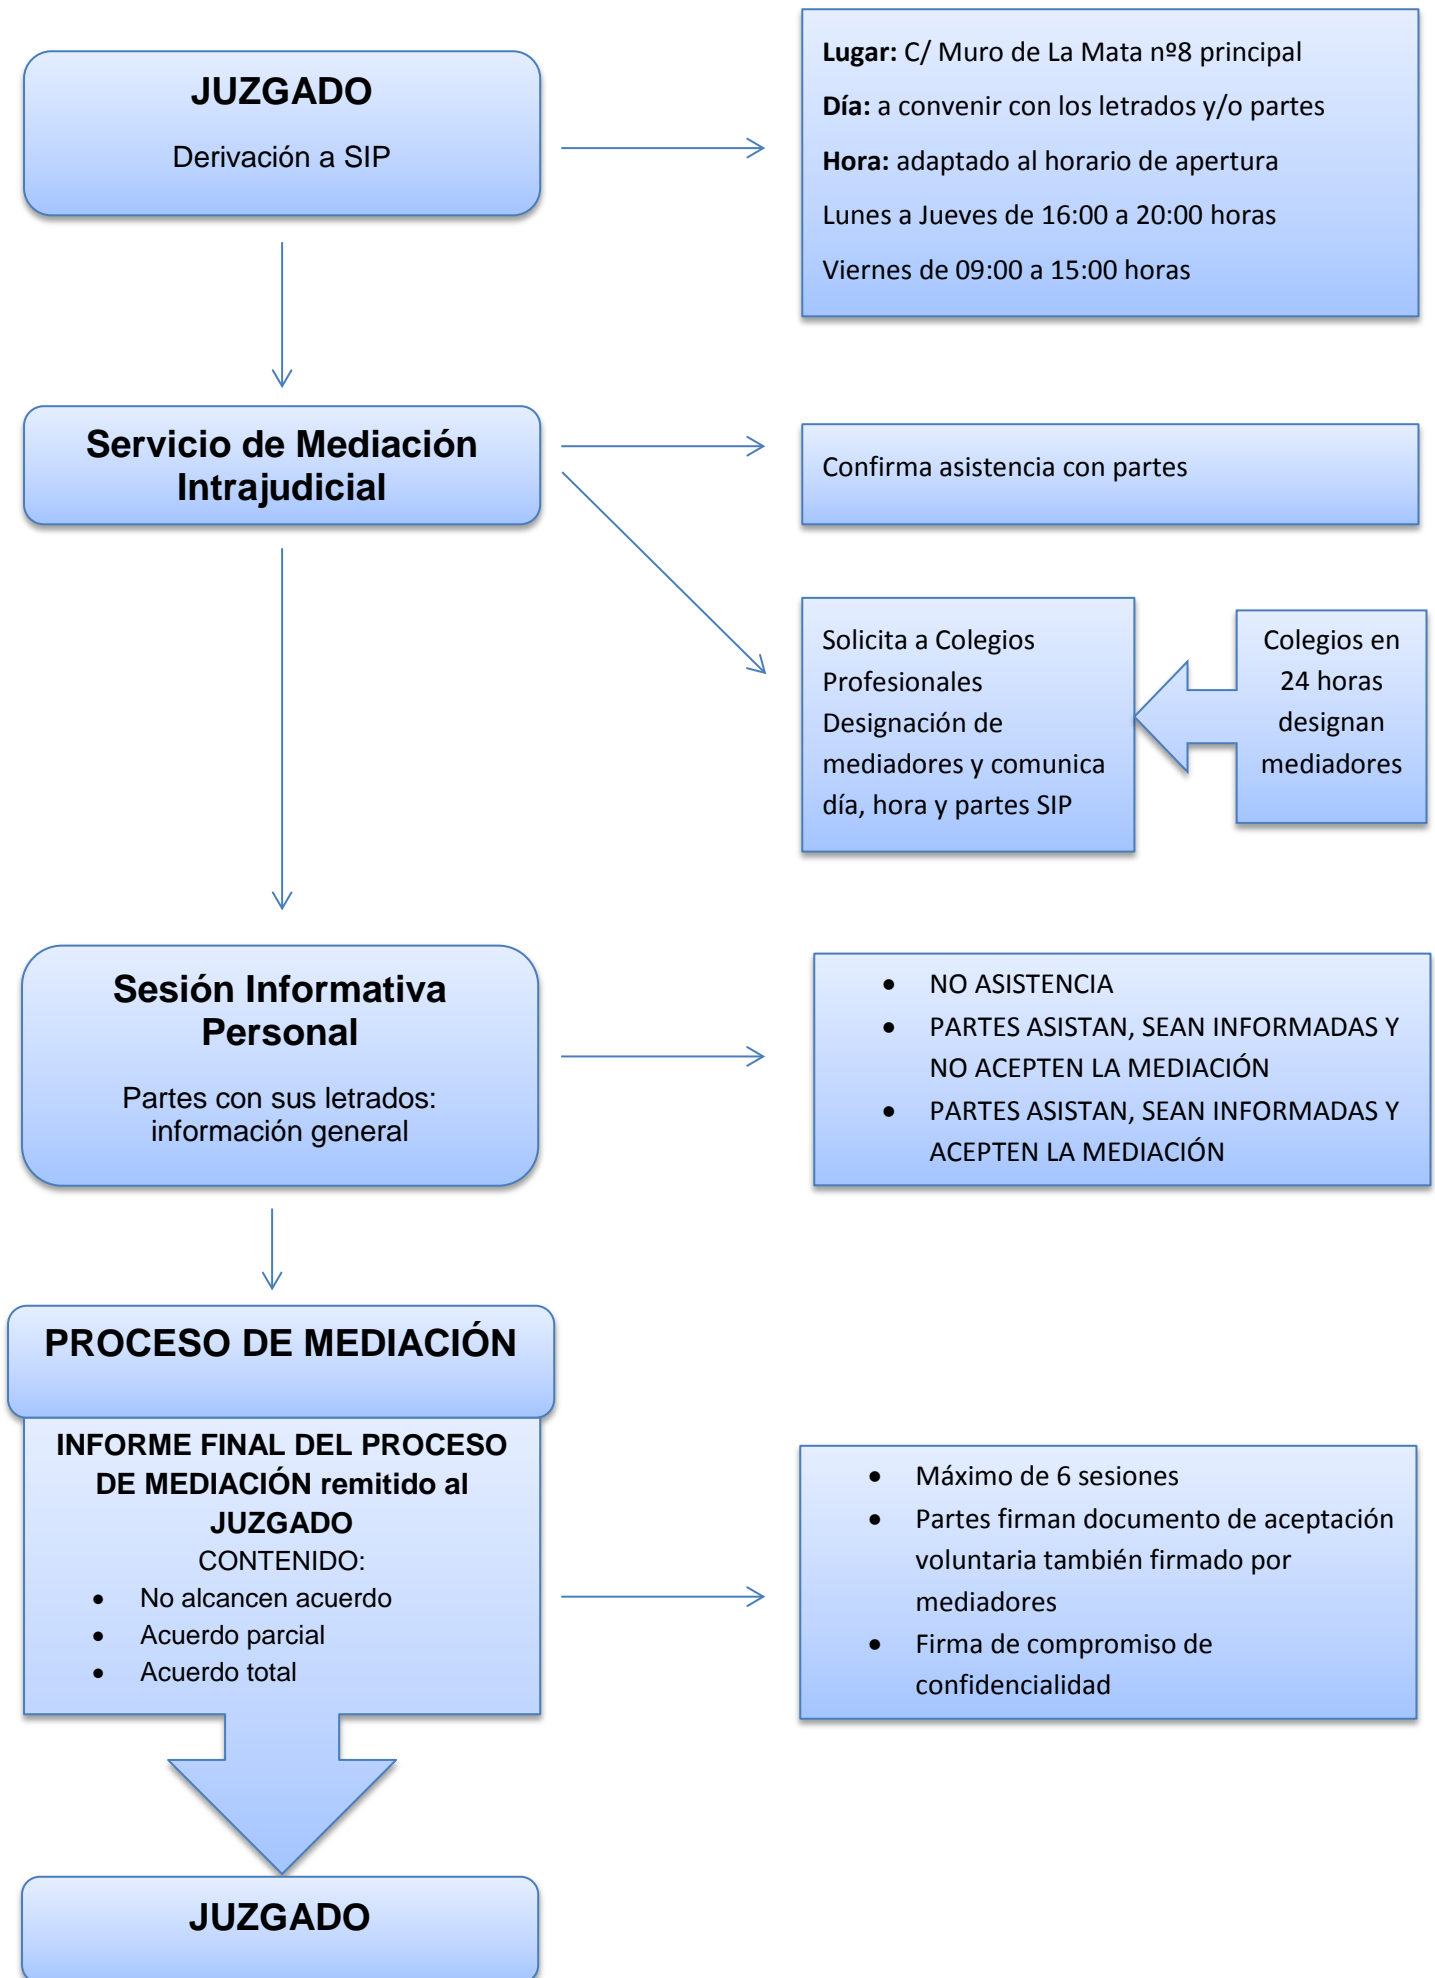 JUZGADO
Derivación a SIP
Lugar: C/ Muro de La Mata nº8 principal
Día: a convenir con los letrados y/o partes
Hora: adaptado al horario de apertura
Lunes a Jueves de 16:00 a 20:00 horas
Viernes de 09:00 a 15:00 horas
Servicio de Mediación
Intrajudicial
Confirma asistencia con partes
Solicita a Colegios
Profesionales
Designación de
mediadores y comunica
día, hora y partes SIP
Colegios en
24 horas
designan
mediadores
Sesión Informativa
Personal
Partes con sus letrados:
información general
• NO ASISTENCIA
• PARTES ASISTAN, SEAN INFORMADAS Y
NO ACEPTEN LA MEDIACIÓN
• PARTES ASISTAN, SEAN INFORMADAS Y
ACEPTEN LA MEDIACIÓN
PROCESO DE MEDIACIÓN
INFORME FINAL DEL PROCESO
DE MEDIACIÓN remitido al
JUZGADO
CONTENIDO:
• No alcancen acuerdo
• Acuerdo parcial
• Acuerdo total
• Máximo de 6 sesiones
• Partes firman documento de aceptación
voluntaria también firmado por
mediadores
• Firma de compromiso de
confidencialidad
JUZGADO